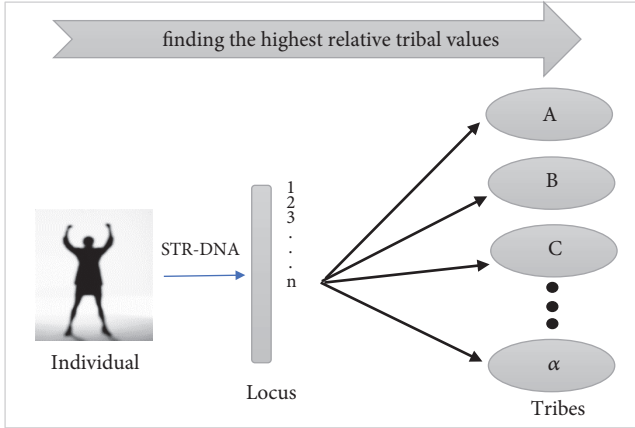 finding the highest relative tribal values
A
B
C
α
Tribes
STR-DNA
1
2
3
.
.
.
n
Individual
Locus